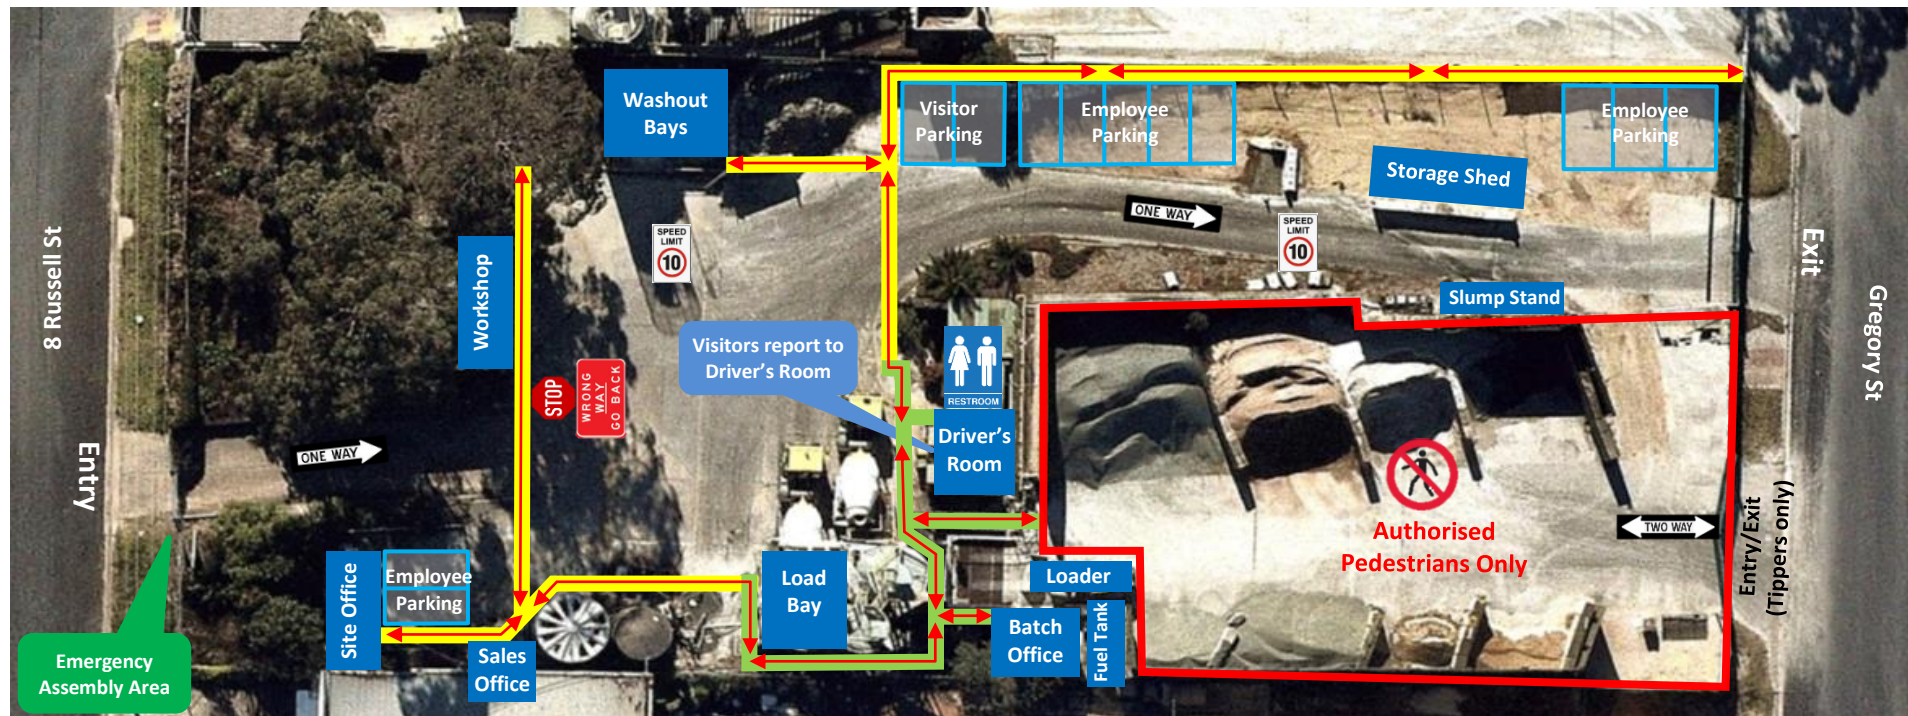 Washout
Bays
Visitor
Parking
Employee
Parking
Employee
Parking
Storage Shed
ONE WAY
SPEED
LIMIT
10
SPEED
LIMIT
10
Exit
Gregory St
8 Russell St
Workshop
Slump Stand
Visitors report to
Driver's Room
RESTROOM
STOP
WRONG
WAY
GO BACK
Driver's
Room
ONE WAY
Entry
Authorised
Pedestrians Only
TWO WAY
Entry/Exit
(Tippers only)
Site Office
Employee
Parking
Load
Bay
Loader
Batch
Office
Fuel Tank
Sales
Office
Emergency
Assembly Area